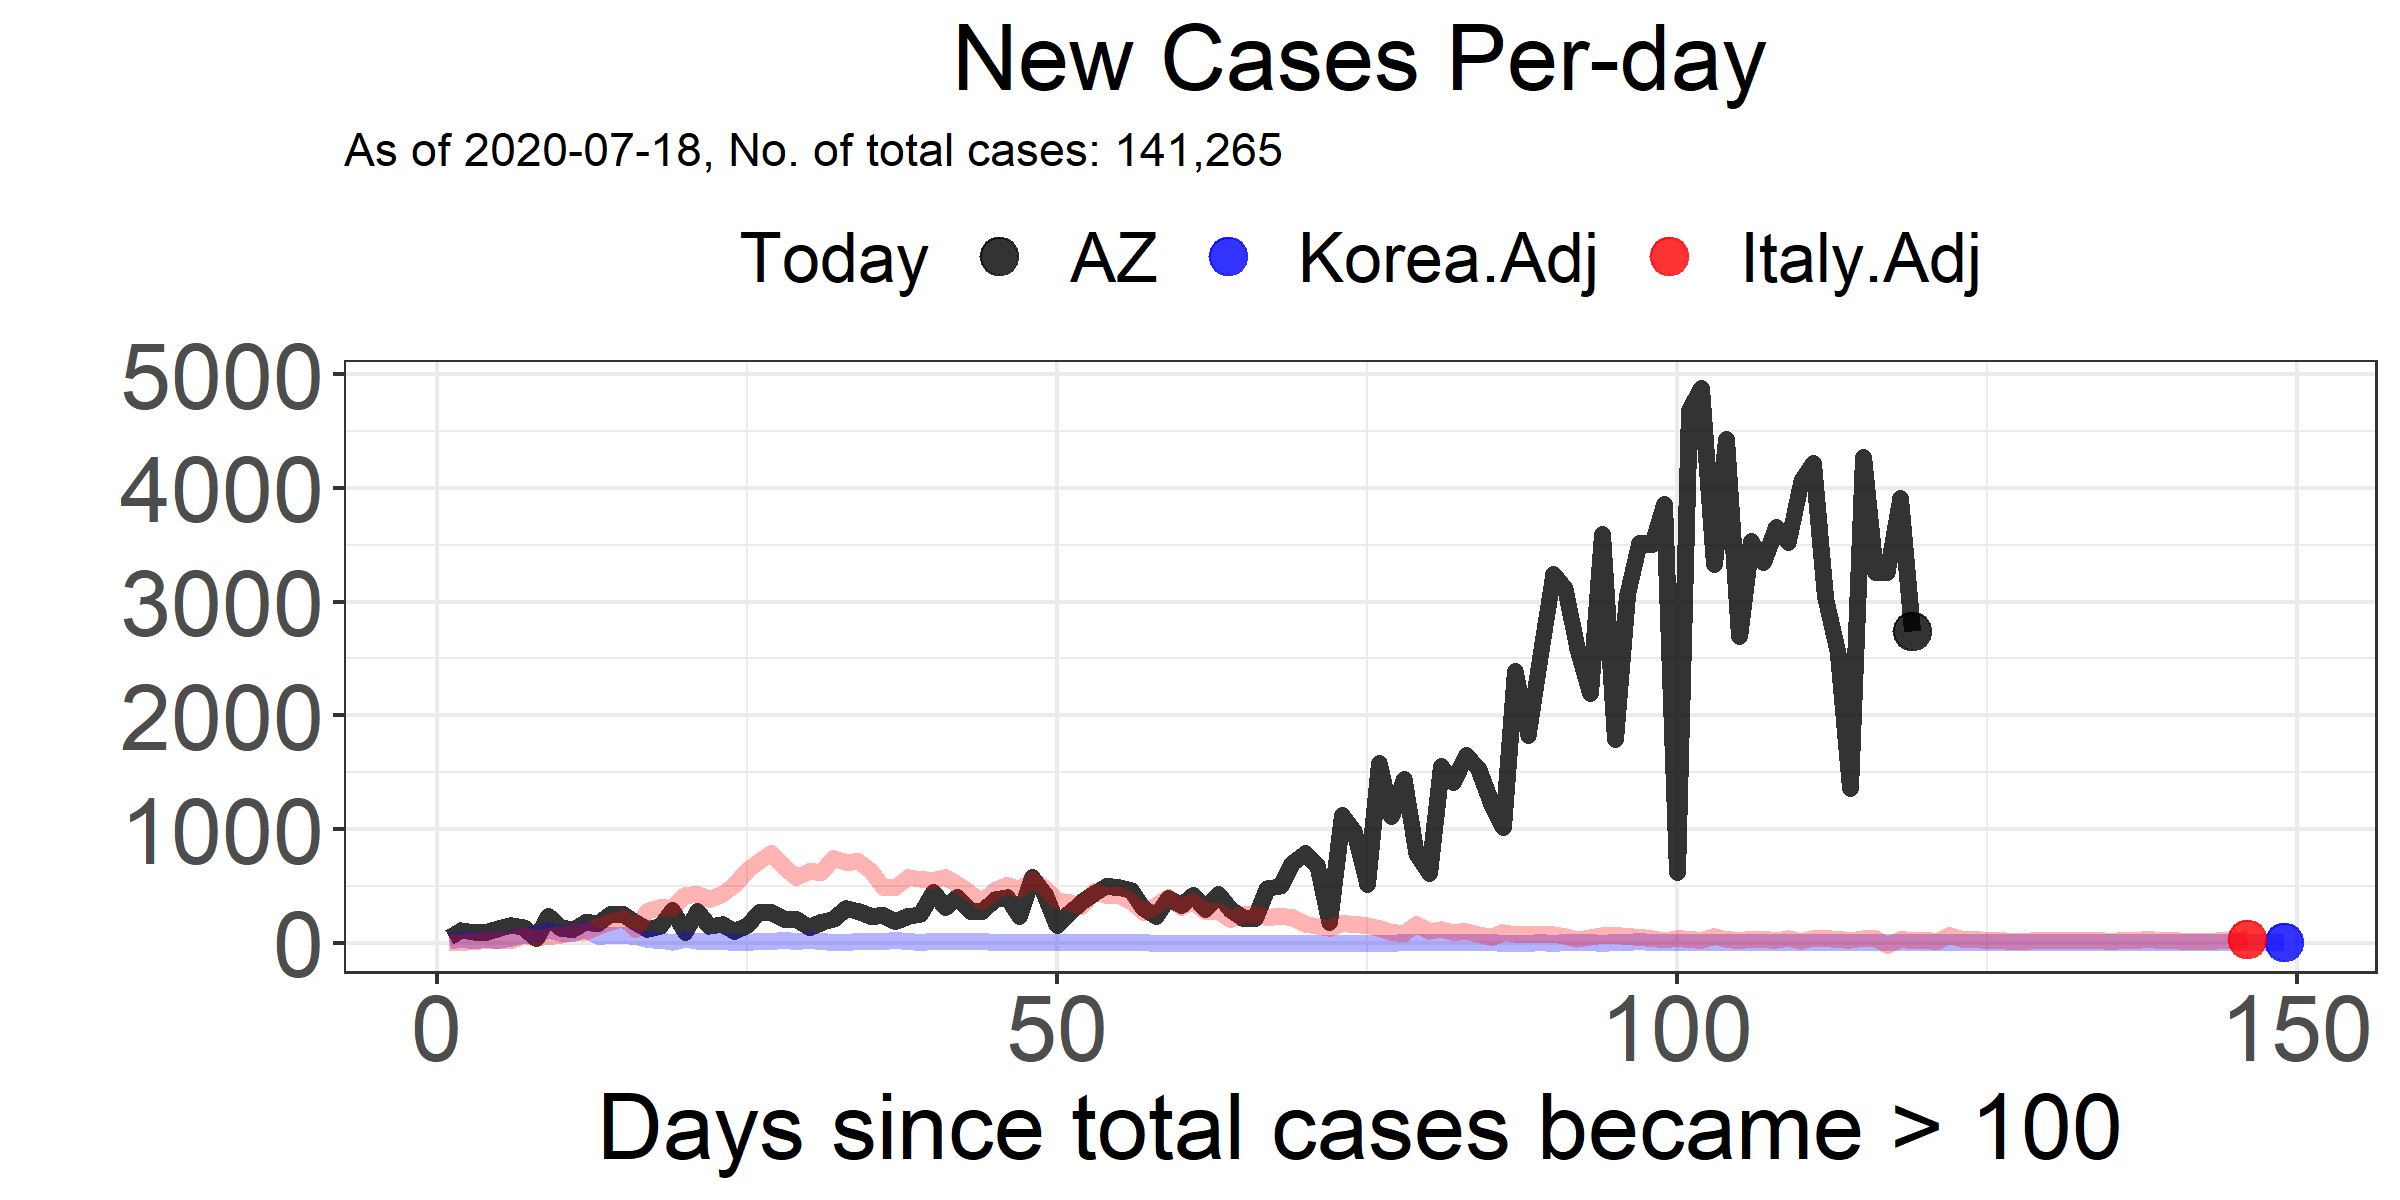 New Cases Per-day
As of 2020-07-18, No. of total cases: 141,265
Today AZ Korea.Adj Italy.Adj
5000
4000
3000
2000
1000
0
0 50 100 150
Days since total cases became > 100